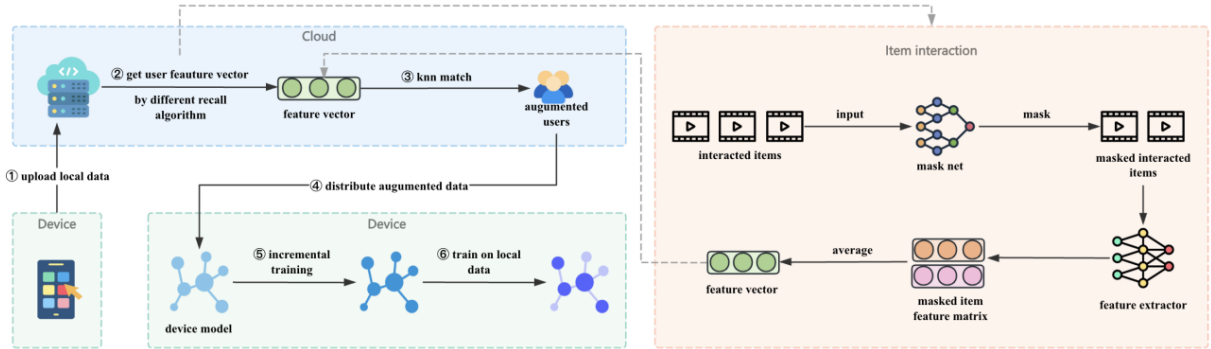 Cloud
② get user feauture vector
by different recall
algorithm
feature vector
③ knn match
augumented
users
① upload local data
④ distribute augumented data
Device
Device
device model
⑤ incremental
training
⑥ train on local
data
Item interaction
interacted items
input
mask net
mask
masked interacted
items
feature extractor
masked item
feature matrix
average
feature vector